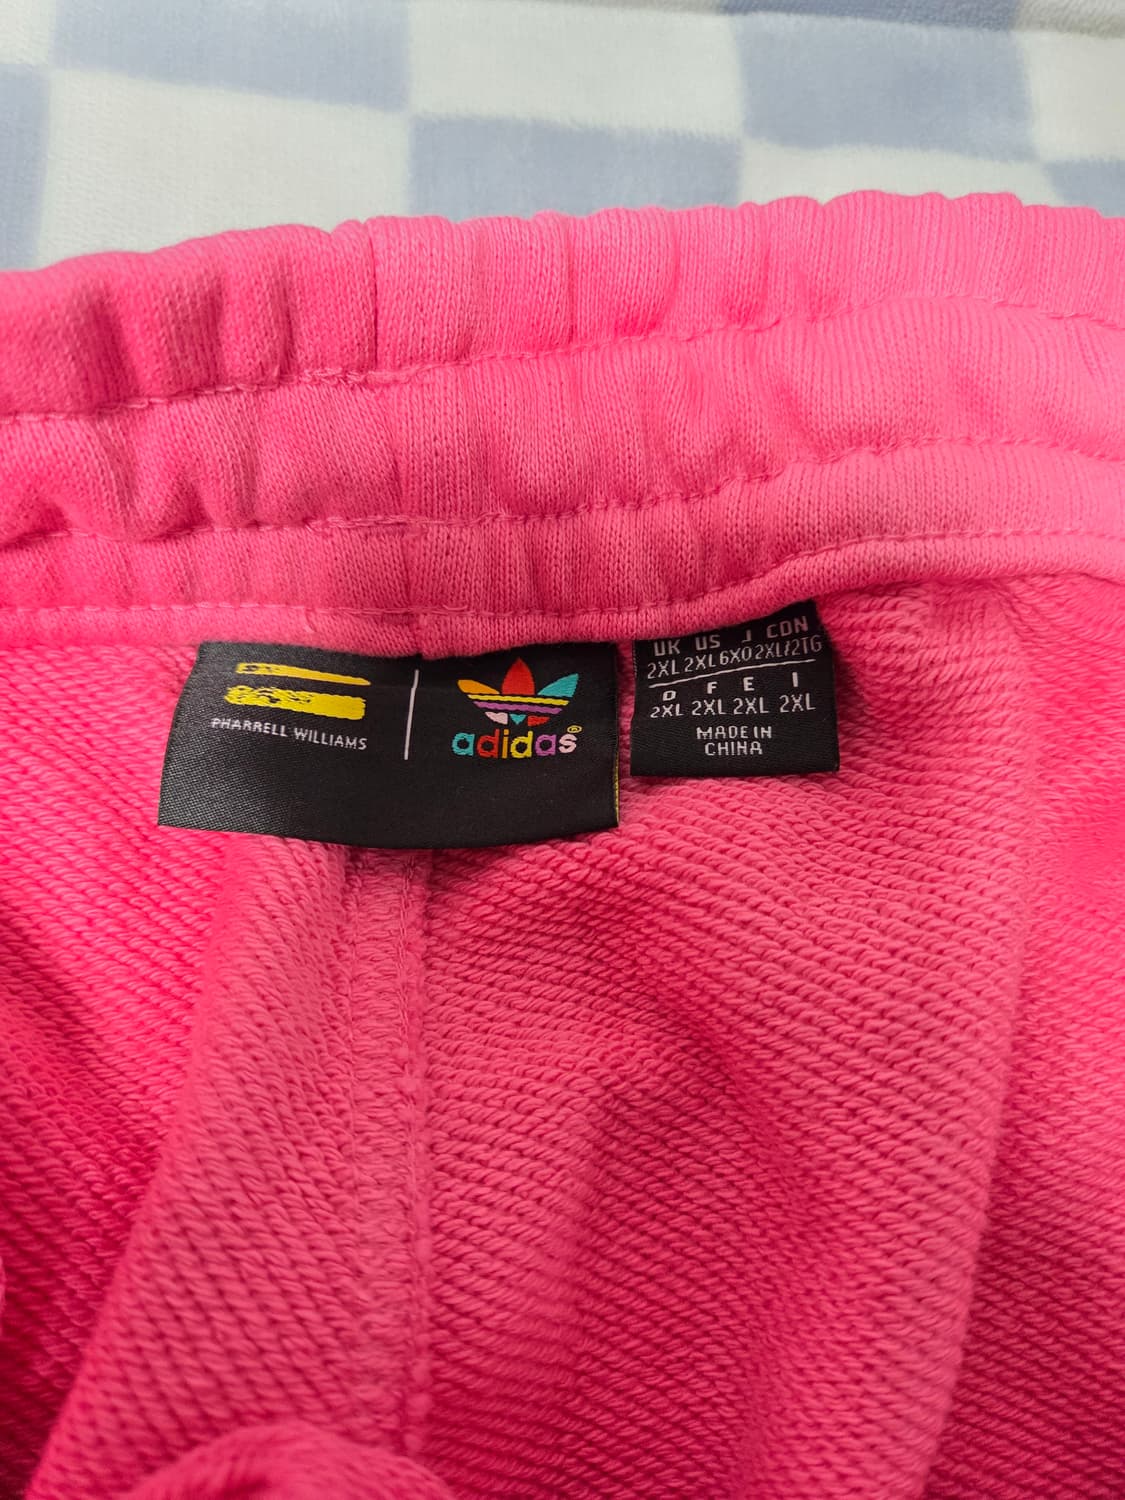 PHARRELL WILLIAMS
adidas®
UK US J CDN
2XL 2XL 6XO 2XL/2TG
D F E I
2XL 2XL 2XL 2XL
MADE IN
CHINA